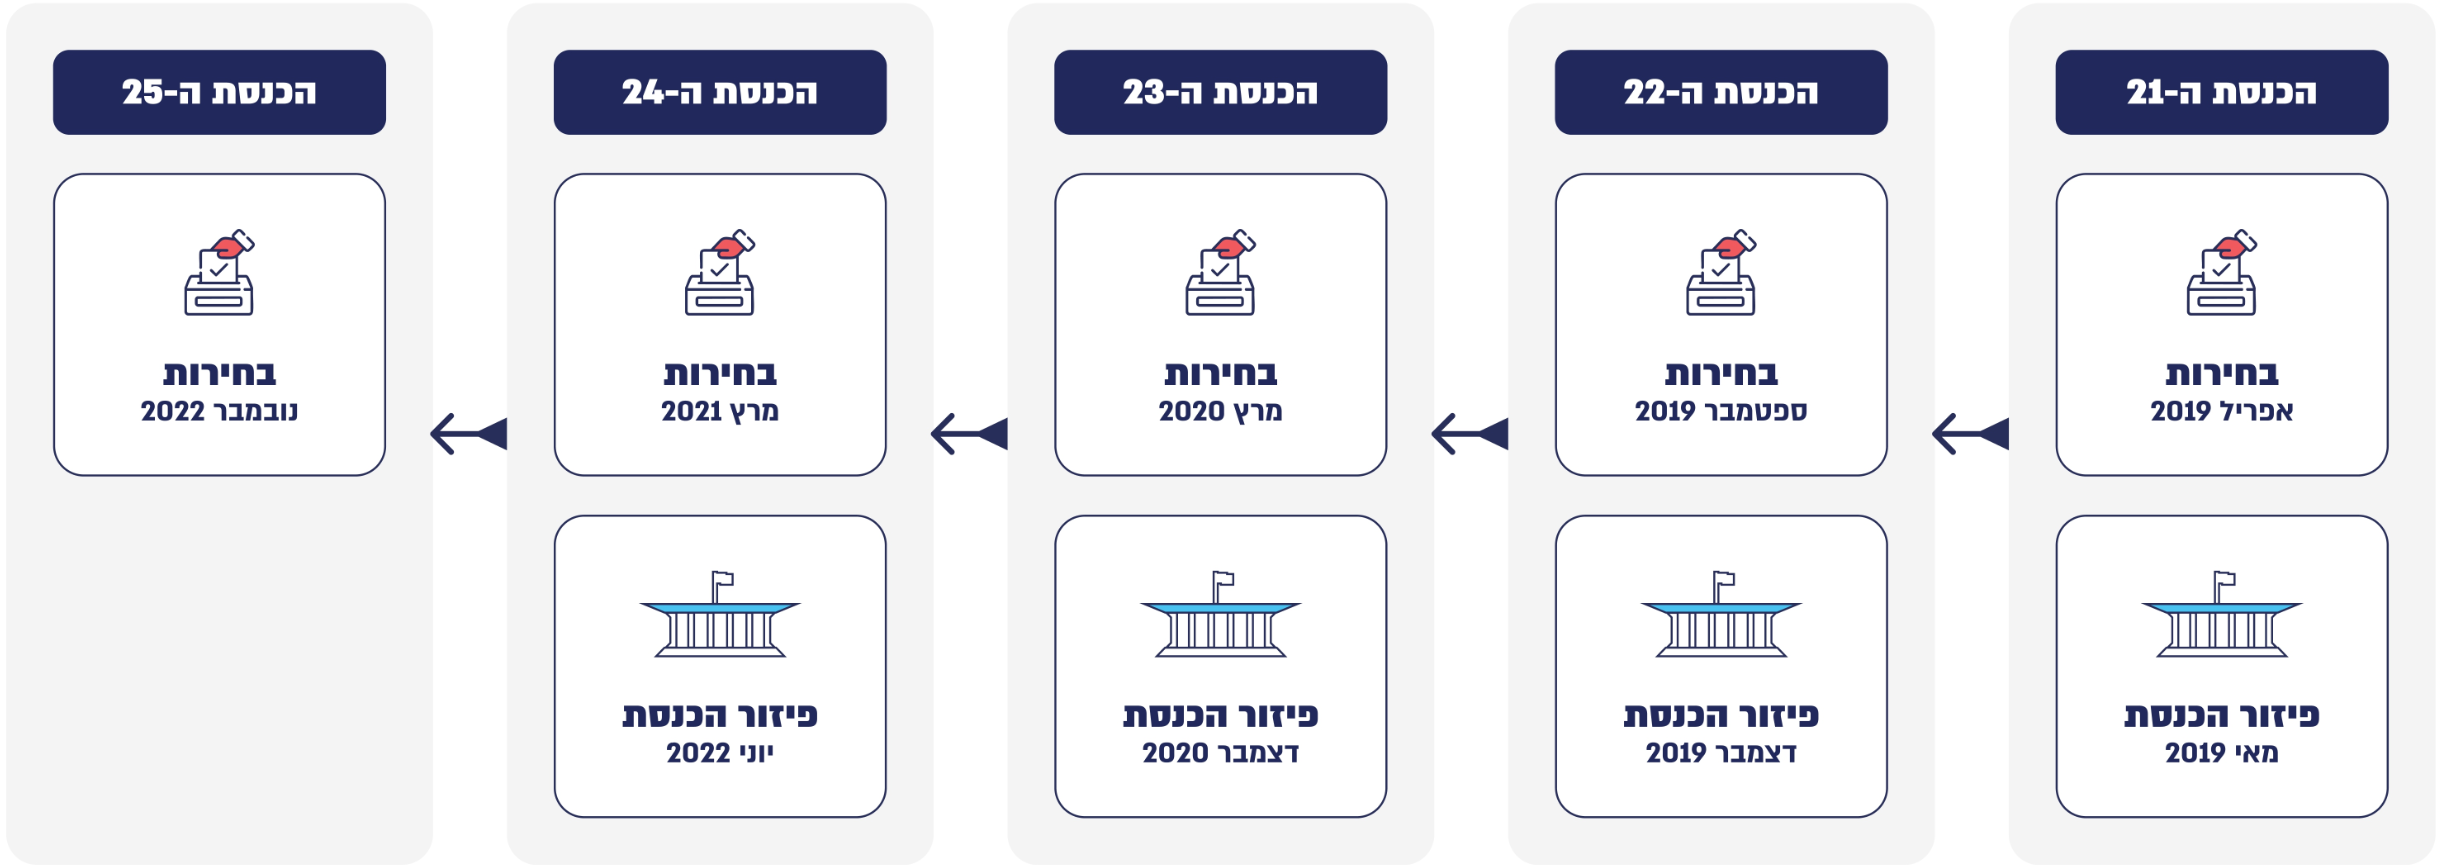 הכנסת ה-21
בחירות
אפריל 2019
פיזור הכנסת
מאי 2019
הכנסת ה-22
בחירות
ספטמבר 2019
פיזור הכנסת
דצמבר 2019
הכנסת ה-23
בחירות
מרץ 2020
פיזור הכנסת
דצמבר 2020
הכנסת ה-24
בחירות
מרץ 2021
פיזור הכנסת
יוני 2022
הכנסת ה-25
בחירות
נובמבר 2022